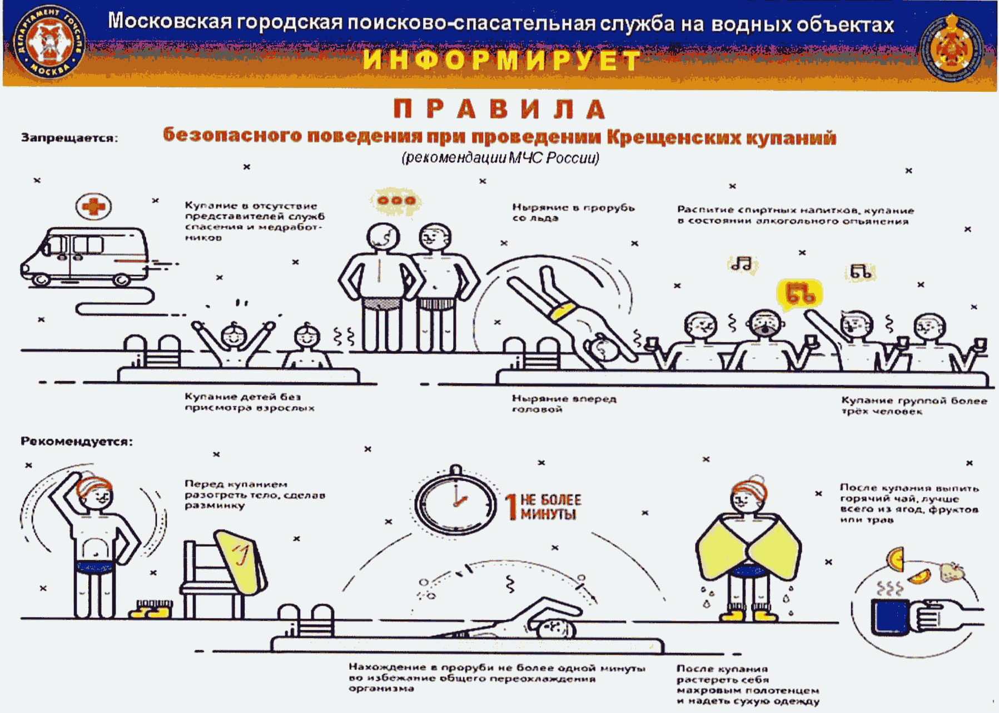 Московская городская поисково-спасательная служба на водных объектах
ИНФОРМИРУЕТ
ДЕПАРТАМЕНТ ГОЧСиПБ
МОСКВА
ПРАВИЛА
безопасного поведения при проведении Крещенских купаний
(рекомендации МЧС России)
Запрещается:
Купание в отсутствие
представителей служб
спасения и медработ-
ников
Ныряние в прорубь
со льда
Распитие спиртных напитков, купание
в состоянии алкогольного опьянения
Купание детей без
присмотра взрослых
Ныряние вперед
головой
Купание группой более
трёх человек
Рекомендуется:
Перед купанием
разогреть тело, сделав
разминку
1 НЕ БОЛЕЕ
МИНУТЫ
После купания выпить
горячий чай, лучше
всего из ягод, фруктов
или трав
Нахождение в проруби не более одной минуты
во избежание общего переохлаждения
организма
После купания
растереть себя
махровым полотенцем
и надеть сухую одежду